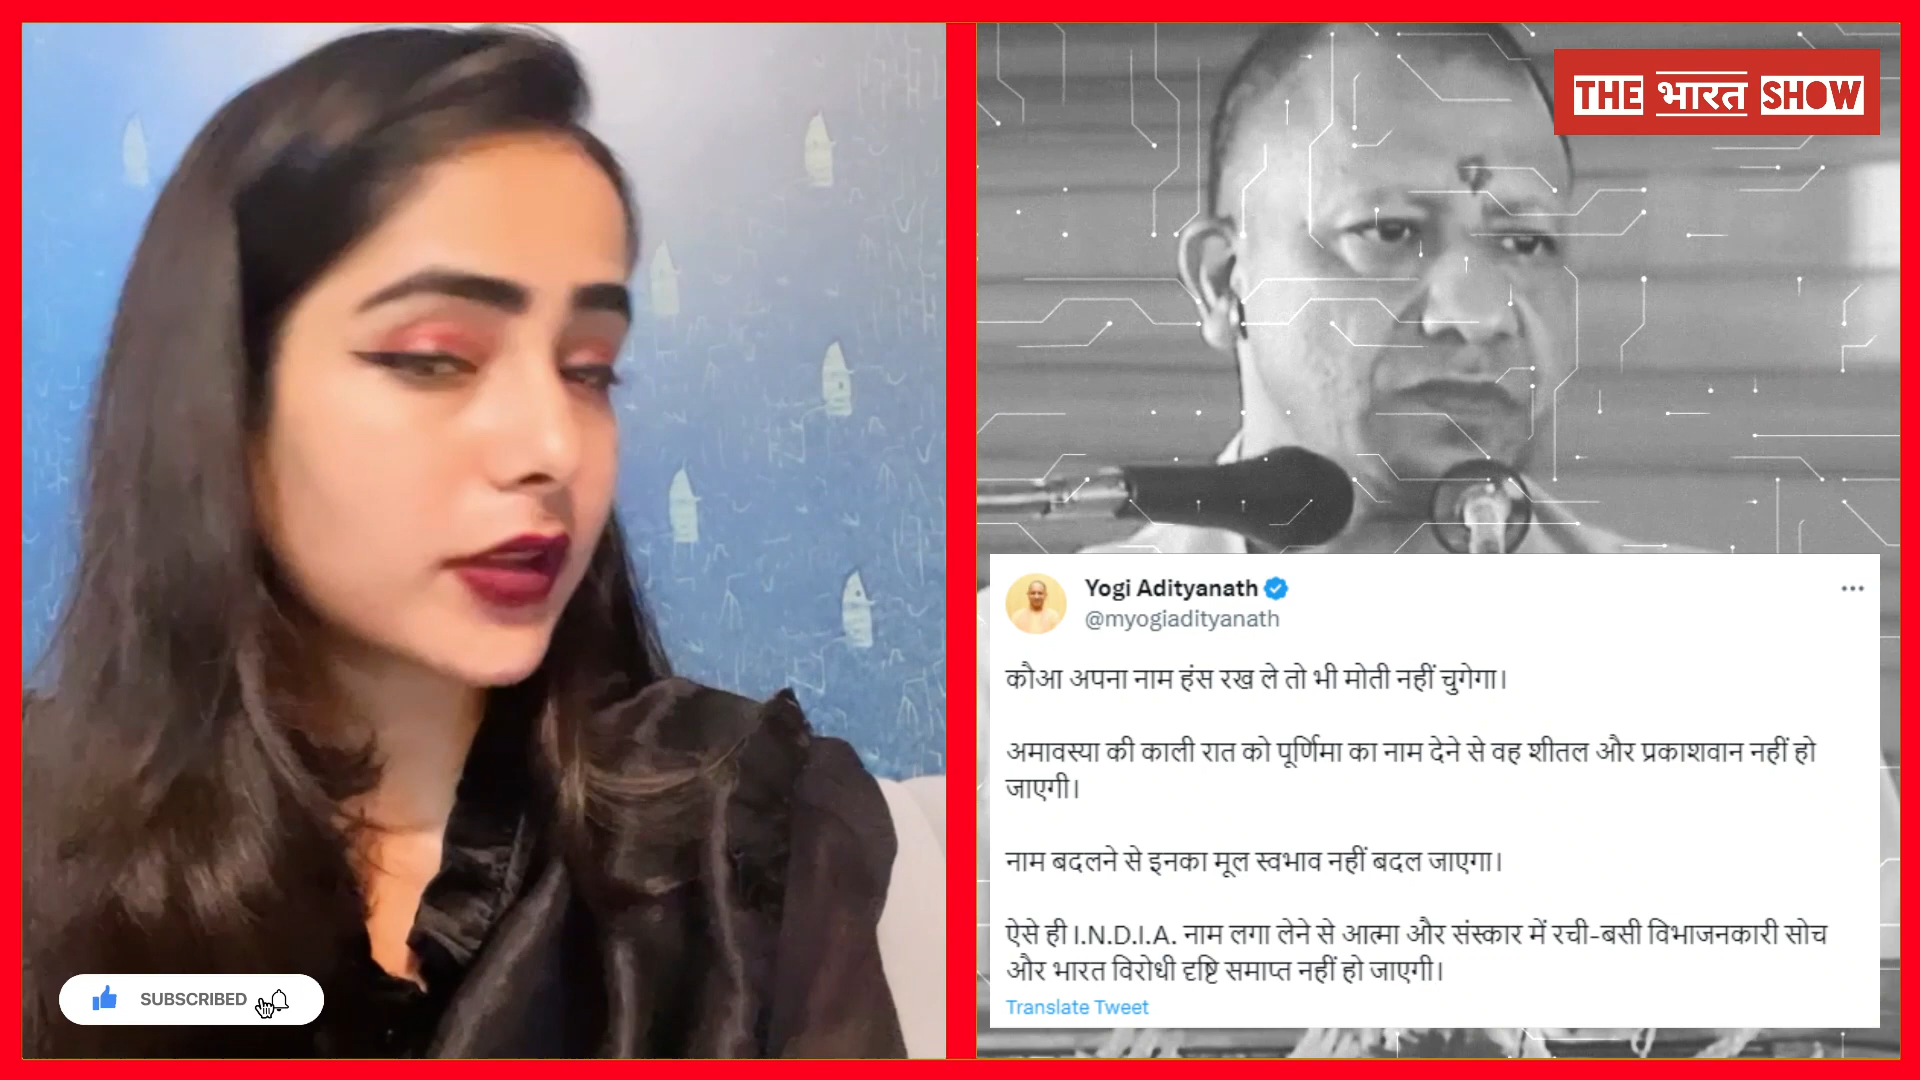 THE भारत SHOW
Yogi Adityanath
@myogiadityanath
कौआ अपना नाम हंस रख ले तो भी मोती नहीं चुगेगा।
अमावस्या की काली रात को पूर्णिमा का नाम देने से वह शीतल और प्रकाशवान नहीं हो
जाएगी।
नाम बदलने से इनका मूल स्वभाव नहीं बदल जाएगा।
ऐसे ही I.N.D.I.A. नाम लगा लेने से आत्मा और संस्कार में रची-बसी विभाजनकारी सोच
और भारत विरोधी दृष्टि समाप्त नहीं हो जाएगी।
Translate Tweet
SUBSCRIBED